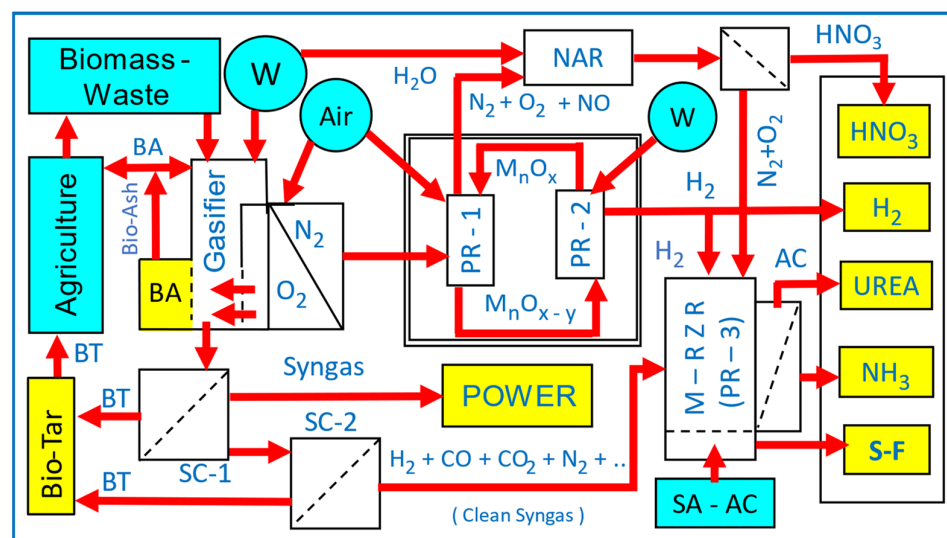 Biomass -
Waste
W
H₂O
NAR
HNO₃
N₂ + O₂ + NO
Air
W
BA
Agriculture
Bio-Ash
Gasifier
N₂
O₂
BA
MₙOₓ
PR - 1
PR - 2
MₙOₓ ₋ ᵧ
H₂
N₂+O₂
H₂
AC
M – R Z R
(PR – 3)
HNO₃
H₂
UREA
NH₃
S-F
BT
Syngas
POWER
BT
SC-1
SC-2
Bio-Tar
BT
H₂ + CO + CO₂ + N₂ + ..
( Clean Syngas )
SA - AC